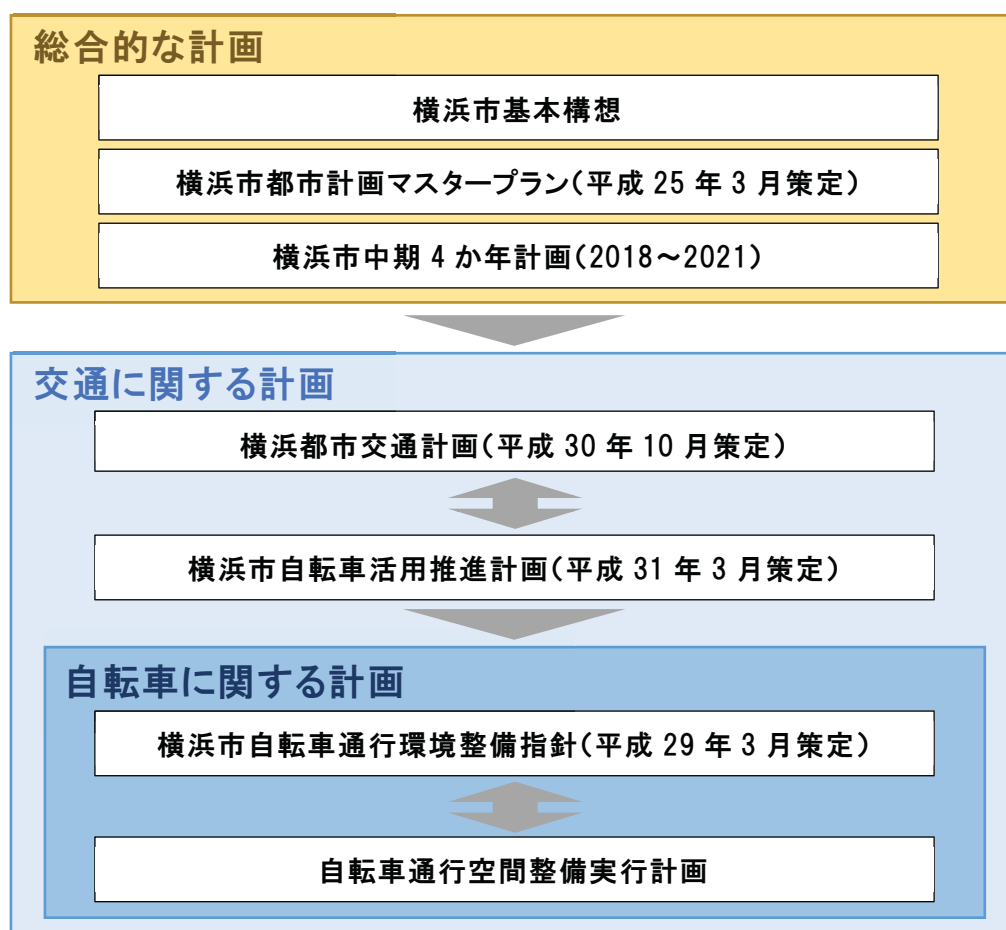 総合的な計画
横浜市基本構想
横浜市都市計画マスタープラン（平成 25 年 3 月策定）
横浜市中期 4 か年計画（2018～2021）
交通に関する計画
横浜都市交通計画（平成 30 年 10 月策定）
横浜市自転車活用推進計画（平成 31 年 3 月策定）
自転車に関する計画
横浜市自転車通行環境整備指針（平成 29 年 3 月策定）
自転車通行空間整備実行計画